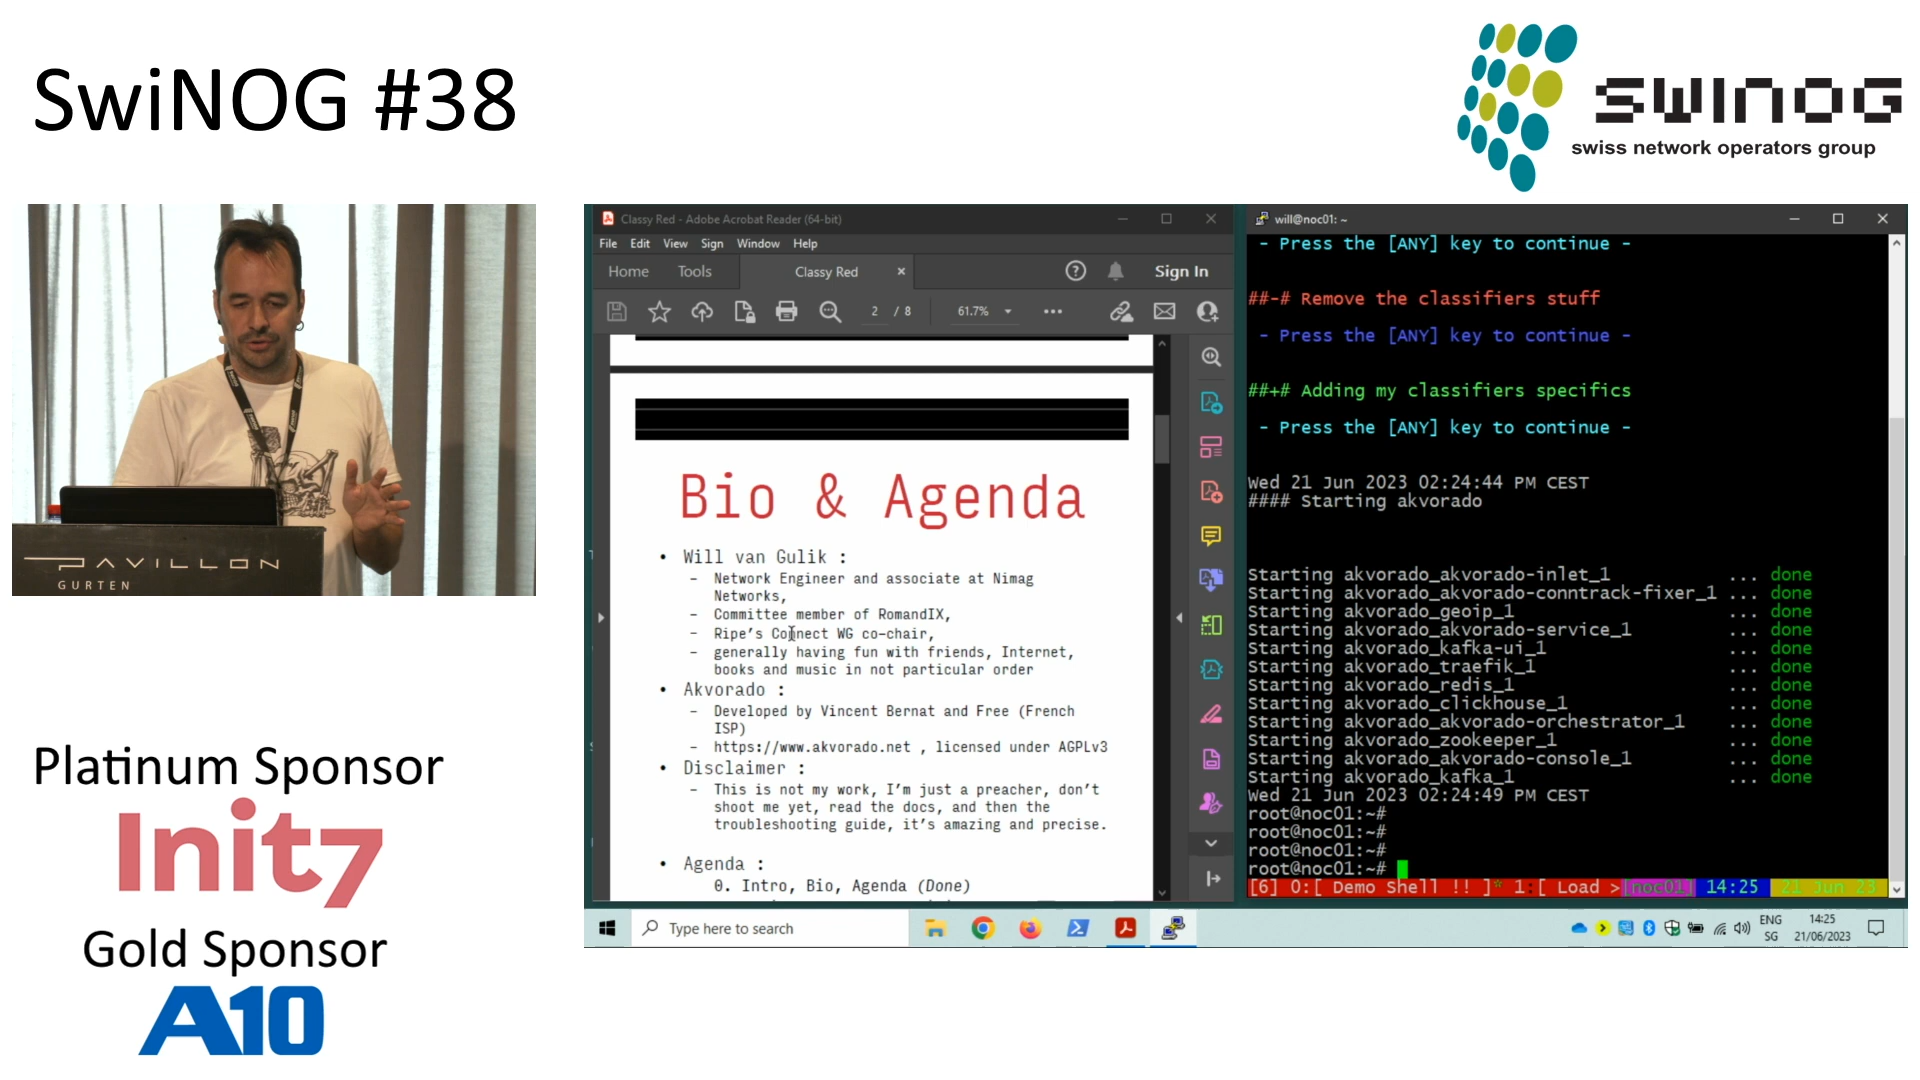 SwiNOG #38
swinog
swiss network operators group
PAVILLON
GURTEN
Platinum Sponsor
Init7
Gold Sponsor
A10
Classy Red - Adobe Acrobat Reader (64-bit)
File Edit View Sign Window Help
Home Tools Classy Red × Sign In
2 / 8 61.7%
Bio & Agenda
• Will van Gulik :
– Network Engineer and associate at Nimag
Networks,
– Committee member of RomandIX,
– Ripe's Connect WG co-chair,
– generally having fun with friends, Internet,
books and music in not particular order
• Akvorado :
– Developed by Vincent Bernat and Free (French
ISP)
– https://www.akvorado.net , licensed under AGPLv3
• Disclaimer :
– This is not my work, I'm just a preacher, don't
shoot me yet, read the docs, and then the
troubleshooting guide, it's amazing and precise.
• Agenda :
0. Intro, Bio, Agenda (Done)
will@noc01: ~
- Press the [ANY] key to continue -
##-# Remove the classifiers stuff
- Press the [ANY] key to continue -
##+# Adding my classifiers specifics
- Press the [ANY] key to continue -
Wed 21 Jun 2023 02:24:44 PM CEST
#### Starting akvorado
Starting akvorado_akvorado-inlet_1 ... done
Starting akvorado_akvorado-conntrack-fixer_1 ... done
Starting akvorado_geoip_1 ... done
Starting akvorado_akvorado-service_1 ... done
Starting akvorado_kafka-ui_1 ... done
Starting akvorado_traefik_1 ... done
Starting akvorado_redis_1 ... done
Starting akvorado_clickhouse_1 ... done
Starting akvorado_akvorado-orchestrator_1 ... done
Starting akvorado_zookeeper_1 ... done
Starting akvorado_akvorado-console_1 ... done
Starting akvorado_kafka_1 ... done
Wed 21 Jun 2023 02:24:49 PM CEST
root@noc01:~#
root@noc01:~#
root@noc01:~#
root@noc01:~#
[6] 0:[ Demo Shell !! ]* 1:[ Load >[noc01] 14:25 21 Jun 23
Type here to search
ENG
SG
14:25
21/06/2023